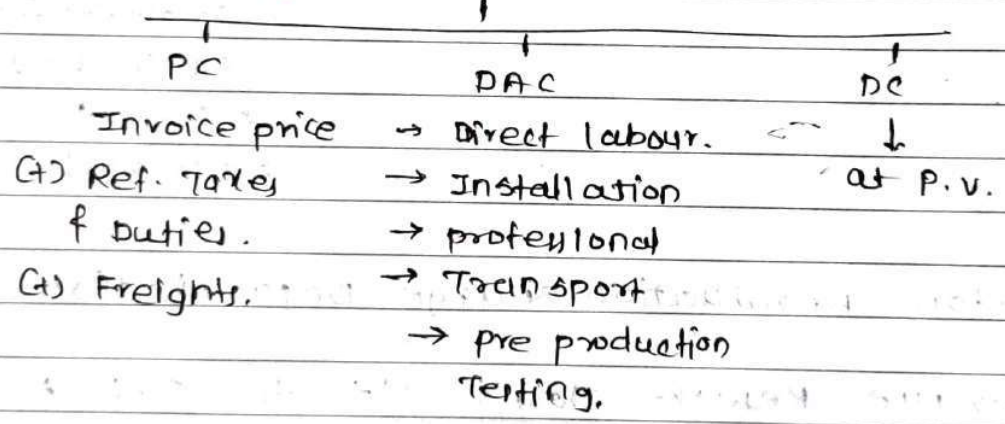 PC DAC DC
Invoice price → Direct labour. ↓
(+) Ref. Taxes → Installation at P.V.
& Duties. → professional
(+) Freights. → Transport
→ pre production
Testing.